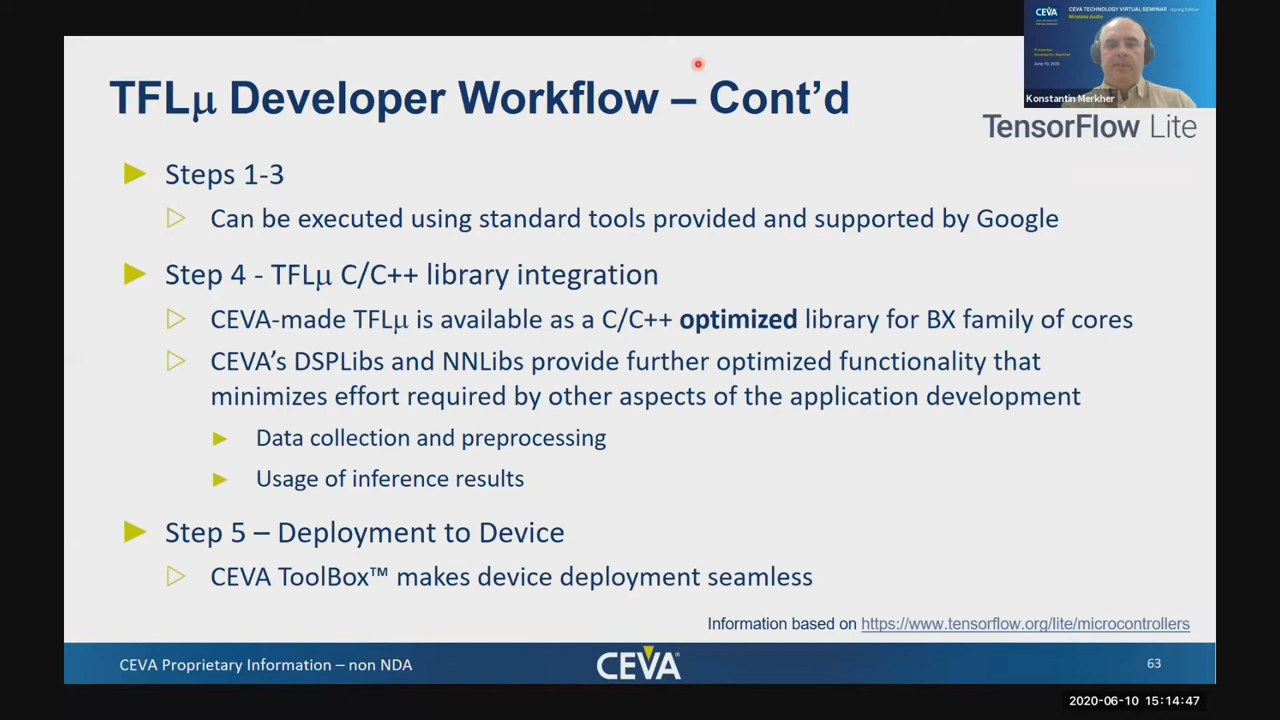 CEVA
CEVA TECHNOLOGY VIRTUAL SEMINAR - Spring Edition
Wireless Audio
Presenter:
Konstantin Merkher
June 10, 2020
Konstantin Merkher
TFLµ Developer Workflow – Cont’d
TensorFlow Lite
Steps 1-3
Can be executed using standard tools provided and supported by Google
Step 4 - TFLµ C/C++ library integration
CEVA-made TFLµ is available as a C/C++ optimized library for BX family of cores
CEVA’s DSPLibs and NNLibs provide further optimized functionality that
minimizes effort required by other aspects of the application development
Data collection and preprocessing
Usage of inference results
Step 5 – Deployment to Device
CEVA ToolBox™ makes device deployment seamless
Information based on https://www.tensorflow.org/lite/microcontrollers
CEVA Proprietary Information – non NDA
CEVA
63
2020-06-10 15:14:47